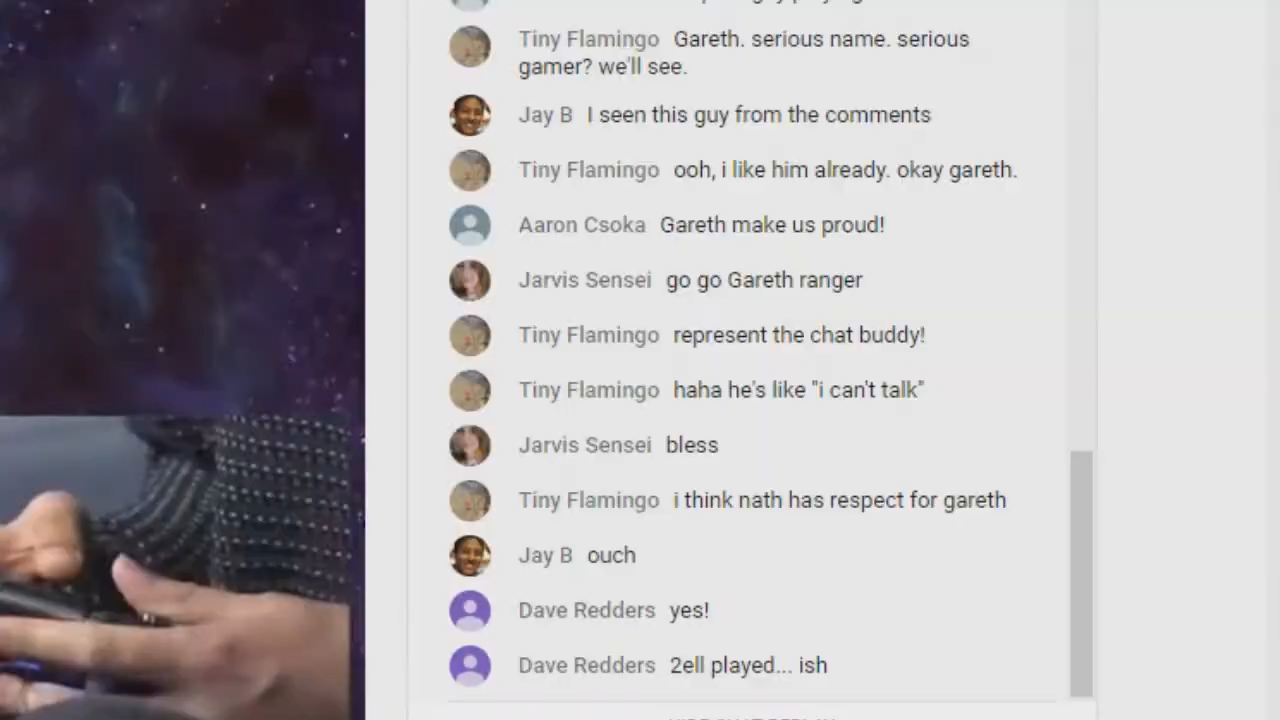 Tiny Flamingo Gareth. serious name. serious
gamer? we'll see.
Jay B I seen this guy from the comments
Tiny Flamingo ooh, i like him already. okay gareth.
Aaron Csoka Gareth make us proud!
Jarvis Sensei go go Gareth ranger
Tiny Flamingo represent the chat buddy!
Tiny Flamingo haha he's like "i can't talk"
Jarvis Sensei bless
Tiny Flamingo i think nath has respect for gareth
Jay B ouch
Dave Redders yes!
Dave Redders 2ell played... ish